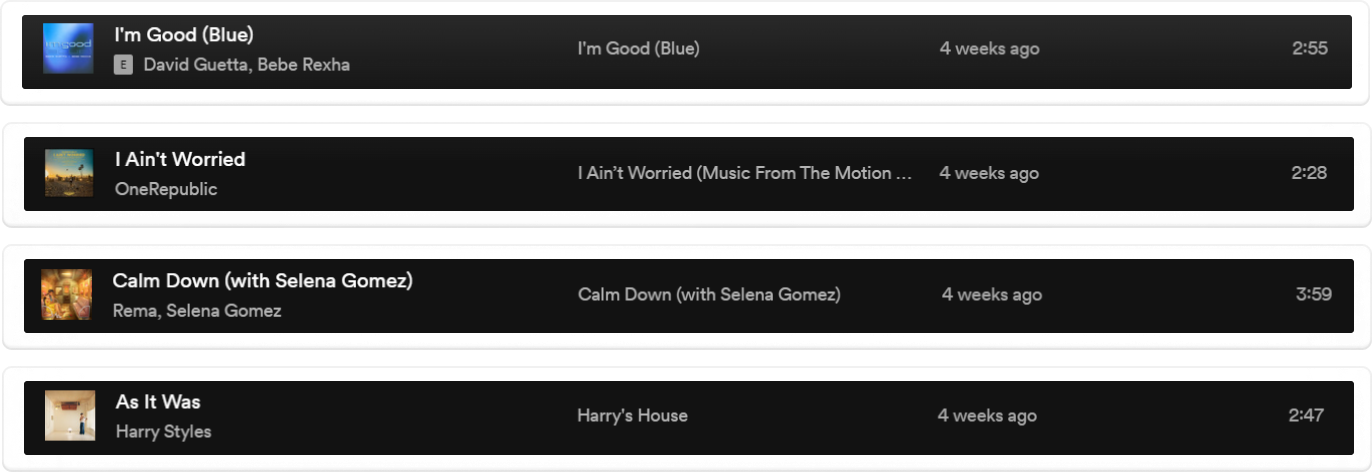 I'm Good (Blue)
E David Guetta, Bebe Rexha
I'm Good (Blue)
4 weeks ago
2:55
I Ain't Worried
OneRepublic
I Ain’t Worried (Music From The Motion ...
4 weeks ago
2:28
Calm Down (with Selena Gomez)
Rema, Selena Gomez
Calm Down (with Selena Gomez)
4 weeks ago
3:59
As It Was
Harry Styles
Harry's House
4 weeks ago
2:47